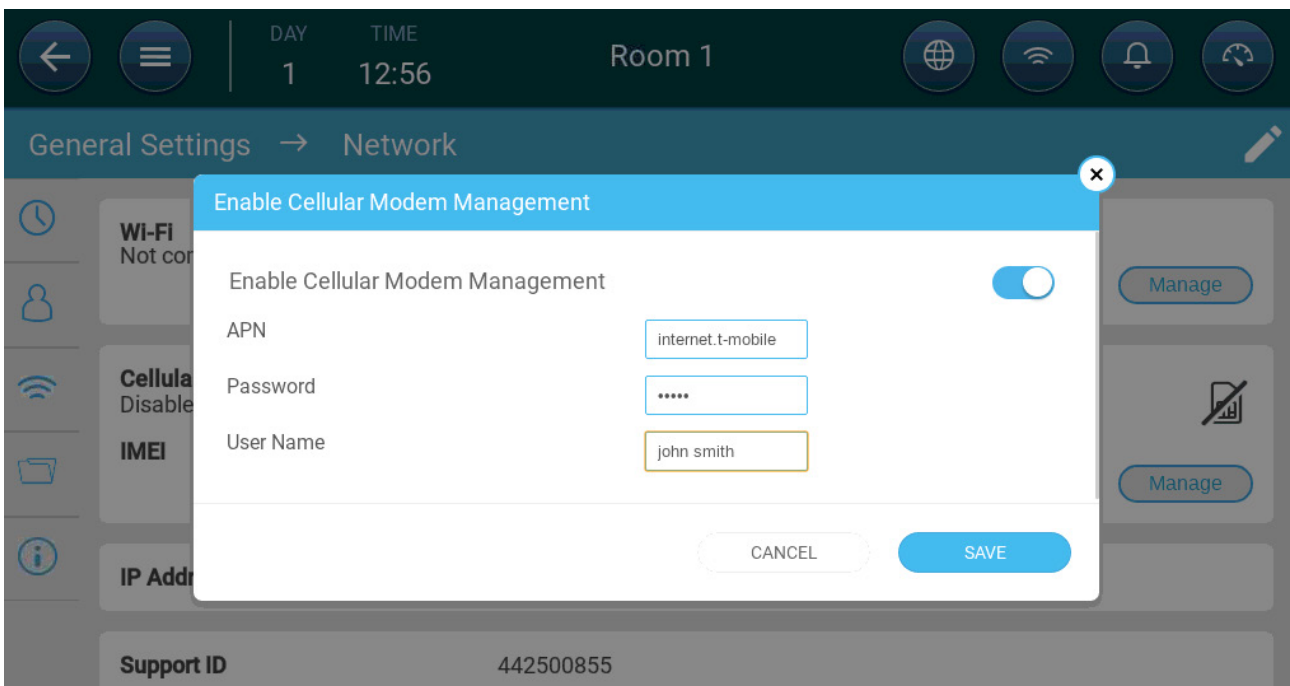 DAY
1
TIME
12:56
Room 1
General Settings → Network
Enable Cellular Modem Management
Wi-Fi
Not con
Manage
Enable Cellular Modem Management
APN
internet.t-mobile
Password
•••••
User Name
john smith
Cellula
Disable
IMEI
Manage
CANCEL
SAVE
IP Addr
Support ID
442500855